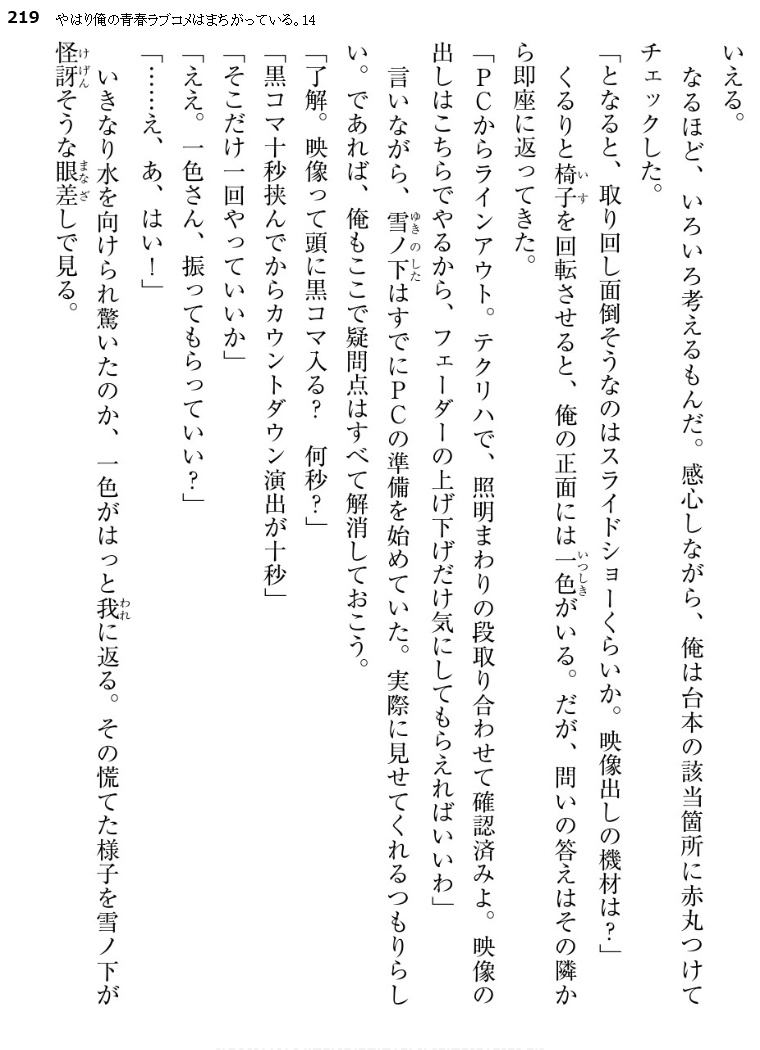 219 やはり俺の青春ラブコメはまちがっている。14
いえる。
なるほど、いろいろ考えるもんだ。感心しながら、俺は台本の該当箇所に赤丸つけて
チェックした。
「となると、取り回し面倒そうなのはスライドショーくらいか。映像出しの機材は?」
くるりと椅子を回転させると、俺の正面には一色がいる。だが、問いの答えはその隣か
ら即座に返ってきた。
「PCからラインアウト。テクリハで、照明まわりの段取り合わせて確認済みよ。映像の
出しはこちらでやるから、フェーダーの上げ下げだけ気にしてもらえればいいわ」
言いながら、雪ノ下はすでにPCの準備を始めていた。実際に見せてくれるつもりらし
い。であれば、俺もここで疑問点はすべて解消しておこう。
「了解。映像って頭に黒コマ入る? 何秒?」
「黒コマ十秒挟んでからカウントダウン演出が十秒」
「そこだけ一回やっていいか」
「ええ。一色さん、振ってもらっていい?」
「……え、あ、はい!」
いきなり水を向けられ驚いたのか、一色がはっと我に返る。その慌てた様子を雪ノ下が
怪訝そうな眼差しで見る。